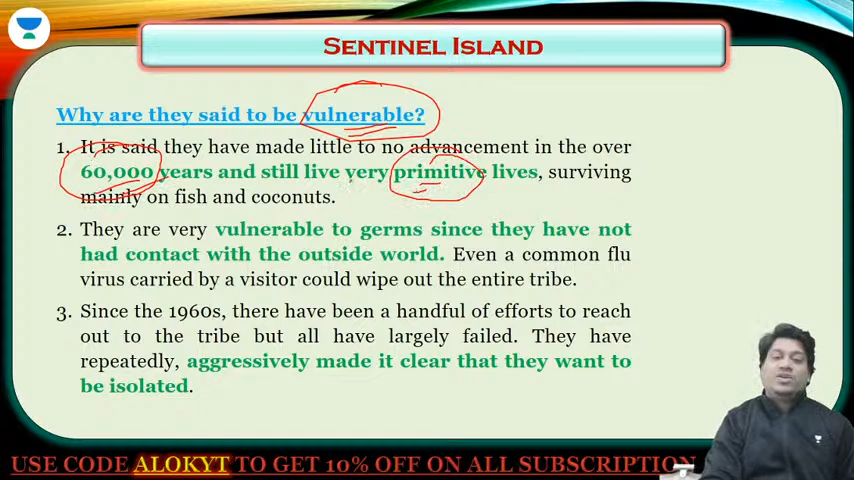 SENTINEL ISLAND
Why are they said to be vulnerable?
1. It is said they have made little to no advancement in the over
60,000 years and still live very primitive lives, surviving
mainly on fish and coconuts.
2. They are very vulnerable to germs since they have not
had contact with the outside world. Even a common flu
virus carried by a visitor could wipe out the entire tribe.
3. Since the 1960s, there have been a handful of efforts to reach
out to the tribe but all have largely failed. They have
repeatedly, aggressively made it clear that they want to
be isolated.
USE CODE ALOKYT TO GET 10% OFF ON ALL SUBSCRIPTION